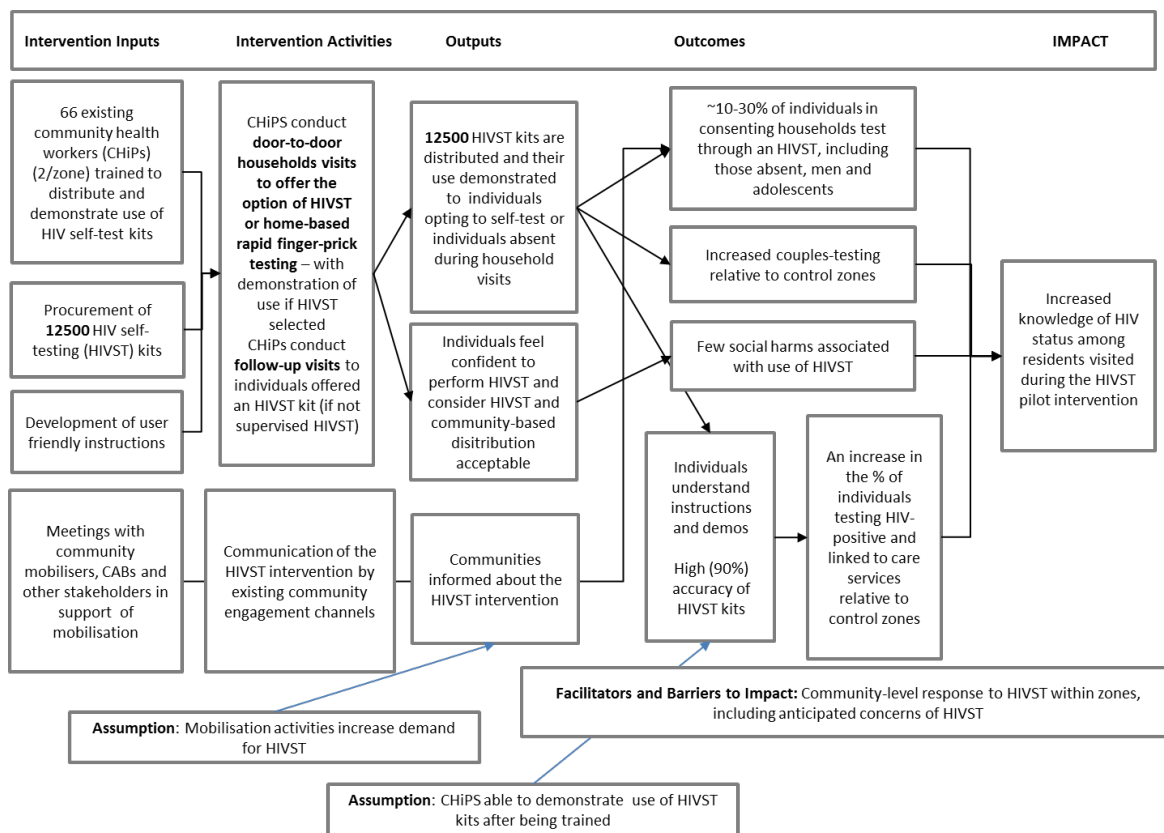 Intervention Inputs
Intervention Activities
Outputs
Outcomes
IMPACT
66 existing
community health
workers (CHiPs)
(2/zone) trained to
distribute and
demonstrate use of
HIV self-test kits
Procurement of
12500 HIV self-
testing (HIVST) kits
Development of user
friendly instructions
Meetings with
community
mobilisers, CABs and
other stakeholders in
support of
mobilisation
CHiPS conduct
door-to-door
households visits
to offer the
option of HIVST
or home-based
rapid finger-prick
testing – with
demonstration of
use if HIVST
selected
CHiPs conduct
follow-up visits to
individuals offered
an HIVST kit (if not
supervised HIVST)
Communication of the
HIVST intervention by
existing community
engagement channels
12500 HIVST kits are
distributed and their
use demonstrated
to individuals
opting to self-test or
individuals absent
during household
visits
Individuals feel
confident to
perform HIVST and
consider HIVST and
community-based
disitribution
acceptable
Communities
informed about the
HIVST intervention
~10-30% of individuals in
consenting households test
through an HIVST, including
those absent, men and
adolescents
Increased couples-testing
relative to control zones
Few social harms associated
with use of HIVST
Individuals
understand
instructions
and demos
High (90%)
accuracy of
HIVST kits
An increase in
the % of
individuals
testing HIV-
positive and
linked to care
services
relative to
control zones
Increased
knowledge of HIV
status among
residents visited
during the HIVST
pilot intervention
Facilitators and Barriers to Impact: Community-level response to HIVST within zones,
including anticipated concerns of HIVST
Assumption: Mobilisation activities increase demand
for HIVST
Assumption: CHiPS able to demonstrate use of HIVST
kits after being trained